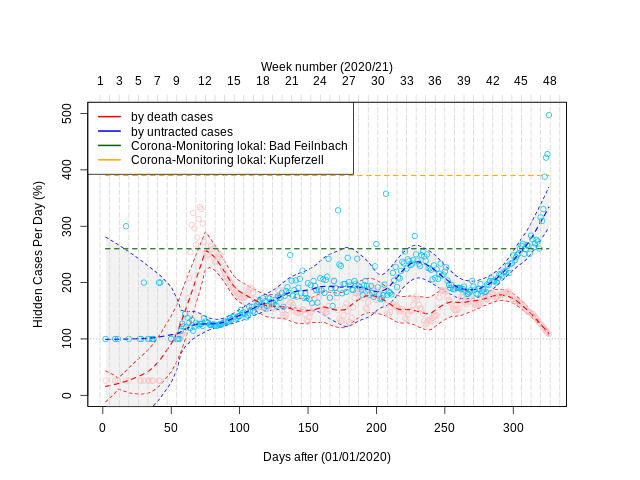 Week number (2020/21)
1 3 5 7 9 12 15 18 21 24 27 30 33 36 39 42 45 48
by death cases
by untracted cases
Corona-Monitoring lokal: Bad Feilnbach
Corona-Monitoring lokal: Kupferzell
Hidden Cases Per Day (%)
500
400
300
200
100
0
0 50 100 150 200 250 300
Days after (01/01/2020)